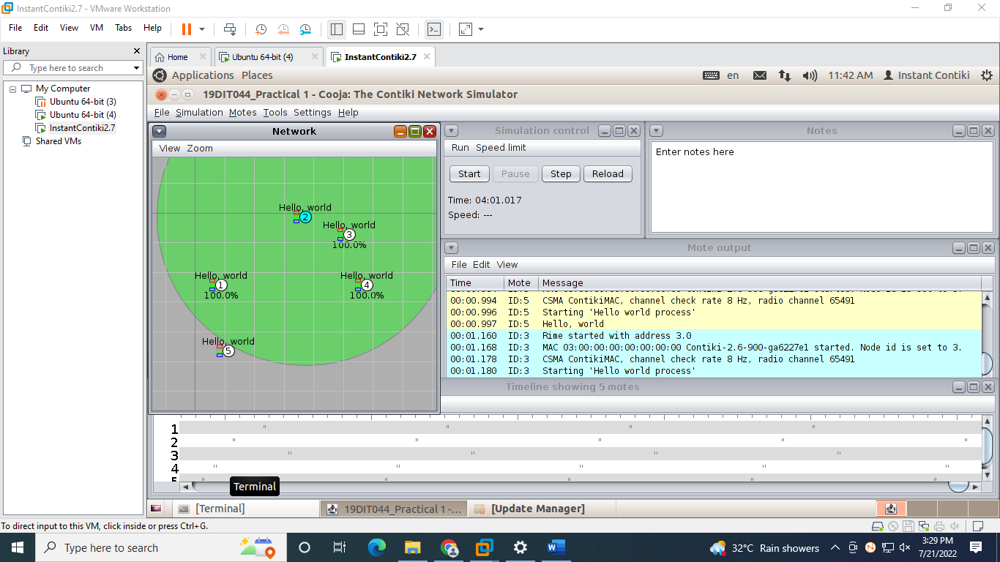 InstantContiki2.7 - VMware Workstation
File Edit View VM Tabs Help
Library
Type here to search
My Computer
Ubuntu 64-bit (3)
Ubuntu 64-bit (4)
InstantContiki2.7
Shared VMs
Home
Ubuntu 64-bit (4)
InstantContiki2.7
Applications Places
en
11:42 AM
Instant Contiki
19DIT044_Practical 1 - Cooja: The Contiki Network Simulator
File Simulation Motes Tools Settings Help
Network
View Zoom
Hello, world
2
Hello, world
3
100.0%
Hello, world
1
100.0%
Hello, world
4
100.0%
Hello, world
5
Simulation control
Run Speed limit
Start Pause Step Reload
Time: 04:01.017
Speed: ---
Notes
Enter notes here
Mote output
File Edit View
Time Mote Message
00:00.994 ID:5 CSMA ContikiMAC, channel check rate 8 Hz, radio channel 65491
00:00.996 ID:5 Starting 'Hello world process'
00:00.997 ID:5 Hello, world
00:01.160 ID:3 Rime started with address 3.0
00:01.168 ID:3 MAC 03:00:00:00:00:00:00:00 Contiki-2.6-900-ga6227e1 started. Node id is set to 3.
00:01.178 ID:3 CSMA ContikiMAC, channel check rate 8 Hz, radio channel 65491
00:01.180 ID:3 Starting 'Hello world process'
Timeline showing 5 motes
1
2
3
4
5
Terminal
[Terminal]
19DIT044_Practical 1 -...
[Update Manager]
To direct input to this VM, click inside or press Ctrl+G.
Type here to search
32°C Rain showers
3:29 PM
7/21/2022